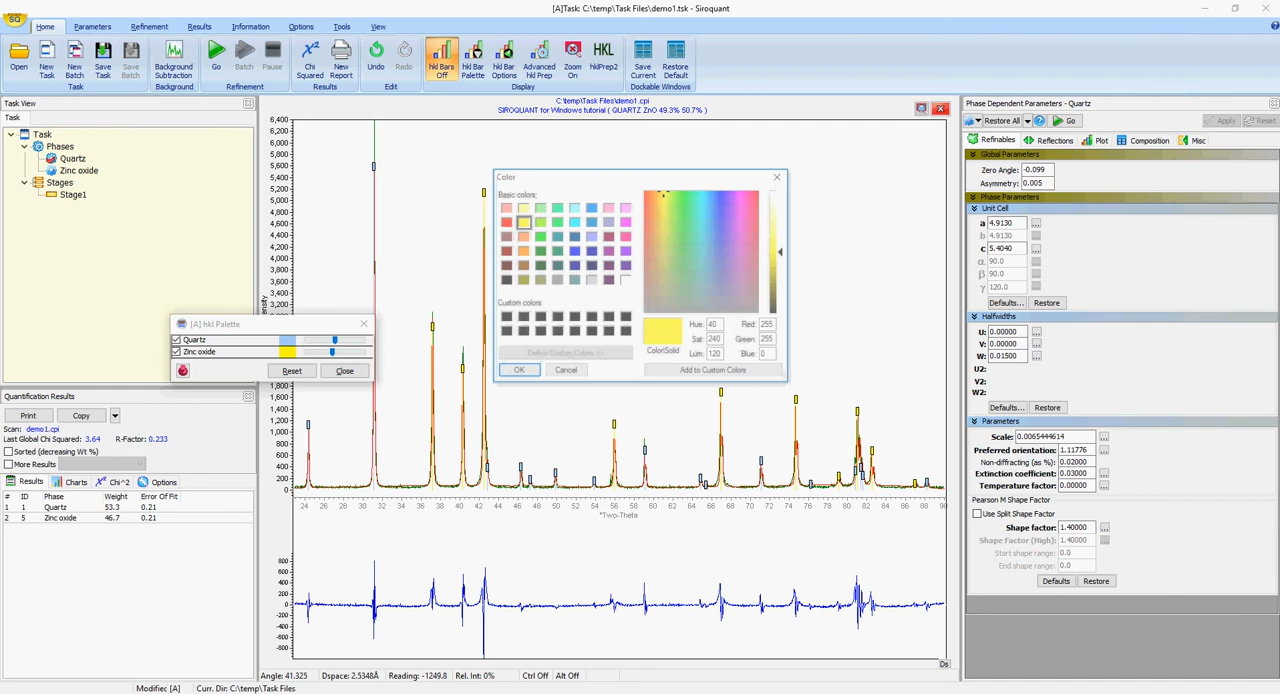 [A]Task: C:\temp\Task Files\demo1.tsk - Siroquant
SQ
Home Parameters Refinement Results Information Options Tools View
Open New Task New Batch Save Task Save Batch Background Subtraction Go Batch Pause Chi Squared New Report Undo Redo hkl Bars Off hkl Bar Palette hkl Bar Options Advanced hkl Prep Zoom On HKL hklPrep2 Save Current Restore Default
Task Background Refinement Results Edit Display Dockable Windows
Task View
Task
Task
Phases
Quartz
Zinc oxide
Stages
Stage1
[A] hkl Palette
Quartz
Zinc oxide
Reset Close
Quantification Results
Print Copy
Scan: demo1.cpi
Last Global Chi Squared: 3.64 R-Factor: 0.233
Sorted (decreasing Wt %)
More Results
Results Charts Chi^2 Options
# ID Phase Weight Error Of Fit
1 1 Quartz 53.3 0.21
2 5 Zinc oxide 46.7 0.21
C:\temp\Task Files\demo1.cpi
SIROQUANT for Windows tutorial ( QUARTZ ZnO 49.3% 50.7% )
6,400
6,200
6,000
5,800
5,600
5,400
5,200
5,000
4,800
4,600
4,400
4,200
4,000
3,800
3,600
3,400
3,200
1,200
1,000
800
600
400
200
0
24 26 28 30 32 34 36 38 40 42 44 46 48 50 52 54 56 58 60 62 64 66 68 70 72 74 76 78 80 82 84 86 88 90
"Two-Theta
800
600
400
200
0
-200
-400
-600
-800
Ds
Color
Basic colors:
Custom colors:
Define Custom Colors >>
OK Cancel
Color|Solid
Hue: 40 Red: 255
Sat: 240 Green: 255
Lum: 120 Blue: 0
Add to Custom Colors
Phase Dependent Parameters - Quartz
Restore All Go Apply Reset
Refinables Reflections Plot Composition Misc
Global Parameters
Zero Angle: -0.099
Asymmetry: 0.005
Phase Parameters
Unit Cell
a 4.9130
b 4.9130
c 5.4040
α 90.0
β 90.0
γ 120.0
Defaults... Restore
Halfwidths
U: 0.00000
V: 0.00000
W: 0.01500
U2:
V2:
W2:
Defaults... Restore
Parameters
Scale: 0.0065444614
Preferred orientation: 1.11776
Non-diffracting (as %): 0.02000
Extinction coefficient: 0.03000
Temperature factor: 0.00000
Pearson M Shape Factor
Use Split Shape Factor
Shape factor: 1.40000
Shape Factor (High): 1.40000
Start shape range: 0.0
End shape range: 0.0
Defaults Restore
Angle: 41.325 Dspace: 2.5348Å Reading: -1249.8 Rel. Int: 0% Ctrl Off Alt Off
Modified [A] Curr. Dir: C:\temp\Task Files